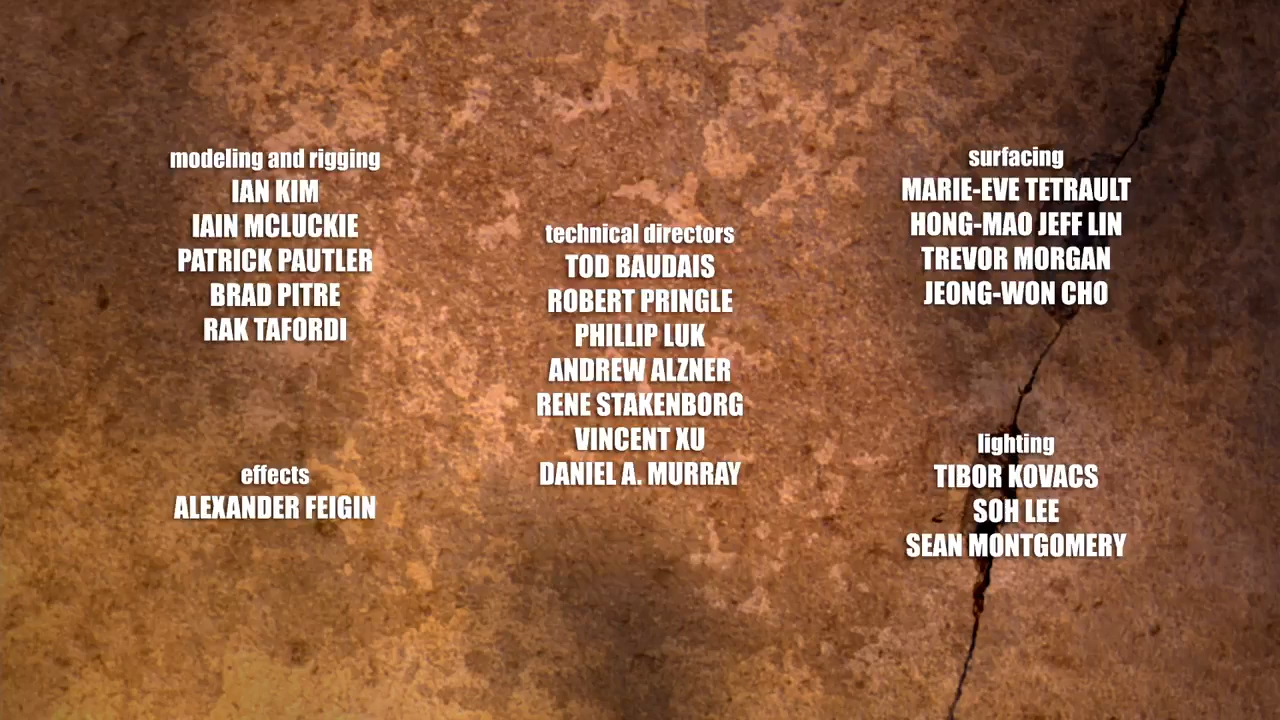 modeling and rigging
IAN KIM
IAIN MCLUCKIE
PATRICK PAUTLER
BRAD PITRE
RAK TAFORDI
effects
ALEXANDER FEIGIN
technical directors
TOD BAUDAIS
ROBERT PRINGLE
PHILLIP LUK
ANDREW ALZNER
RENE STAKENBORG
VINCENT XU
DANIEL A. MURRAY
surfacing
MARIE-EVE TETRAULT
HONG-MAO JEFF LIN
TREVOR MORGAN
JEONG-WON CHO
lighting
TIBOR KOVACS
SOH LEE
SEAN MONTGOMERY